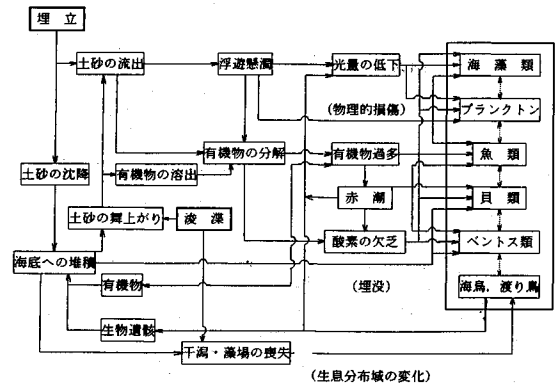 埋立
土砂の流出
浮遊懸濁
光量の低下
海藻類
(物理的損傷)
プランクトン
有機物の分解
有機物過多
魚類
土砂の沈降
有機物の溶出
赤潮
貝類
土砂の舞上がり
浚藻
酸素の欠乏
ベントス類
海底への堆積
有機物
(埋没)
海鳥,渡り鳥
生物遺骸
干潟・藻場の喪失
(生息分布域の変化)